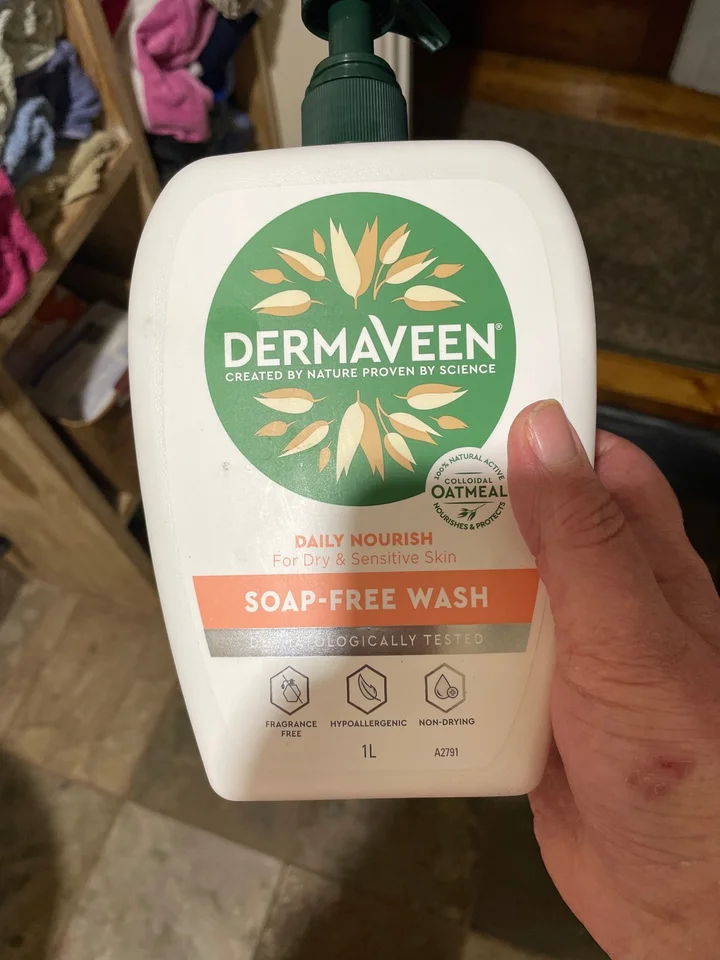 DERMAVEEN®
CREATED BY NATURE PROVEN BY SCIENCE
100% NATURAL ACTIVE
COLLOIDAL
OATMEAL
NOURISHES & PROTECTS
DAILY NOURISH
For Dry & Sensitive Skin
SOAP-FREE WASH
DERMATOLOGICALLY TESTED
FRAGRANCE FREE
HYPOALLERGENIC
NON-DRYING
1L
A2791